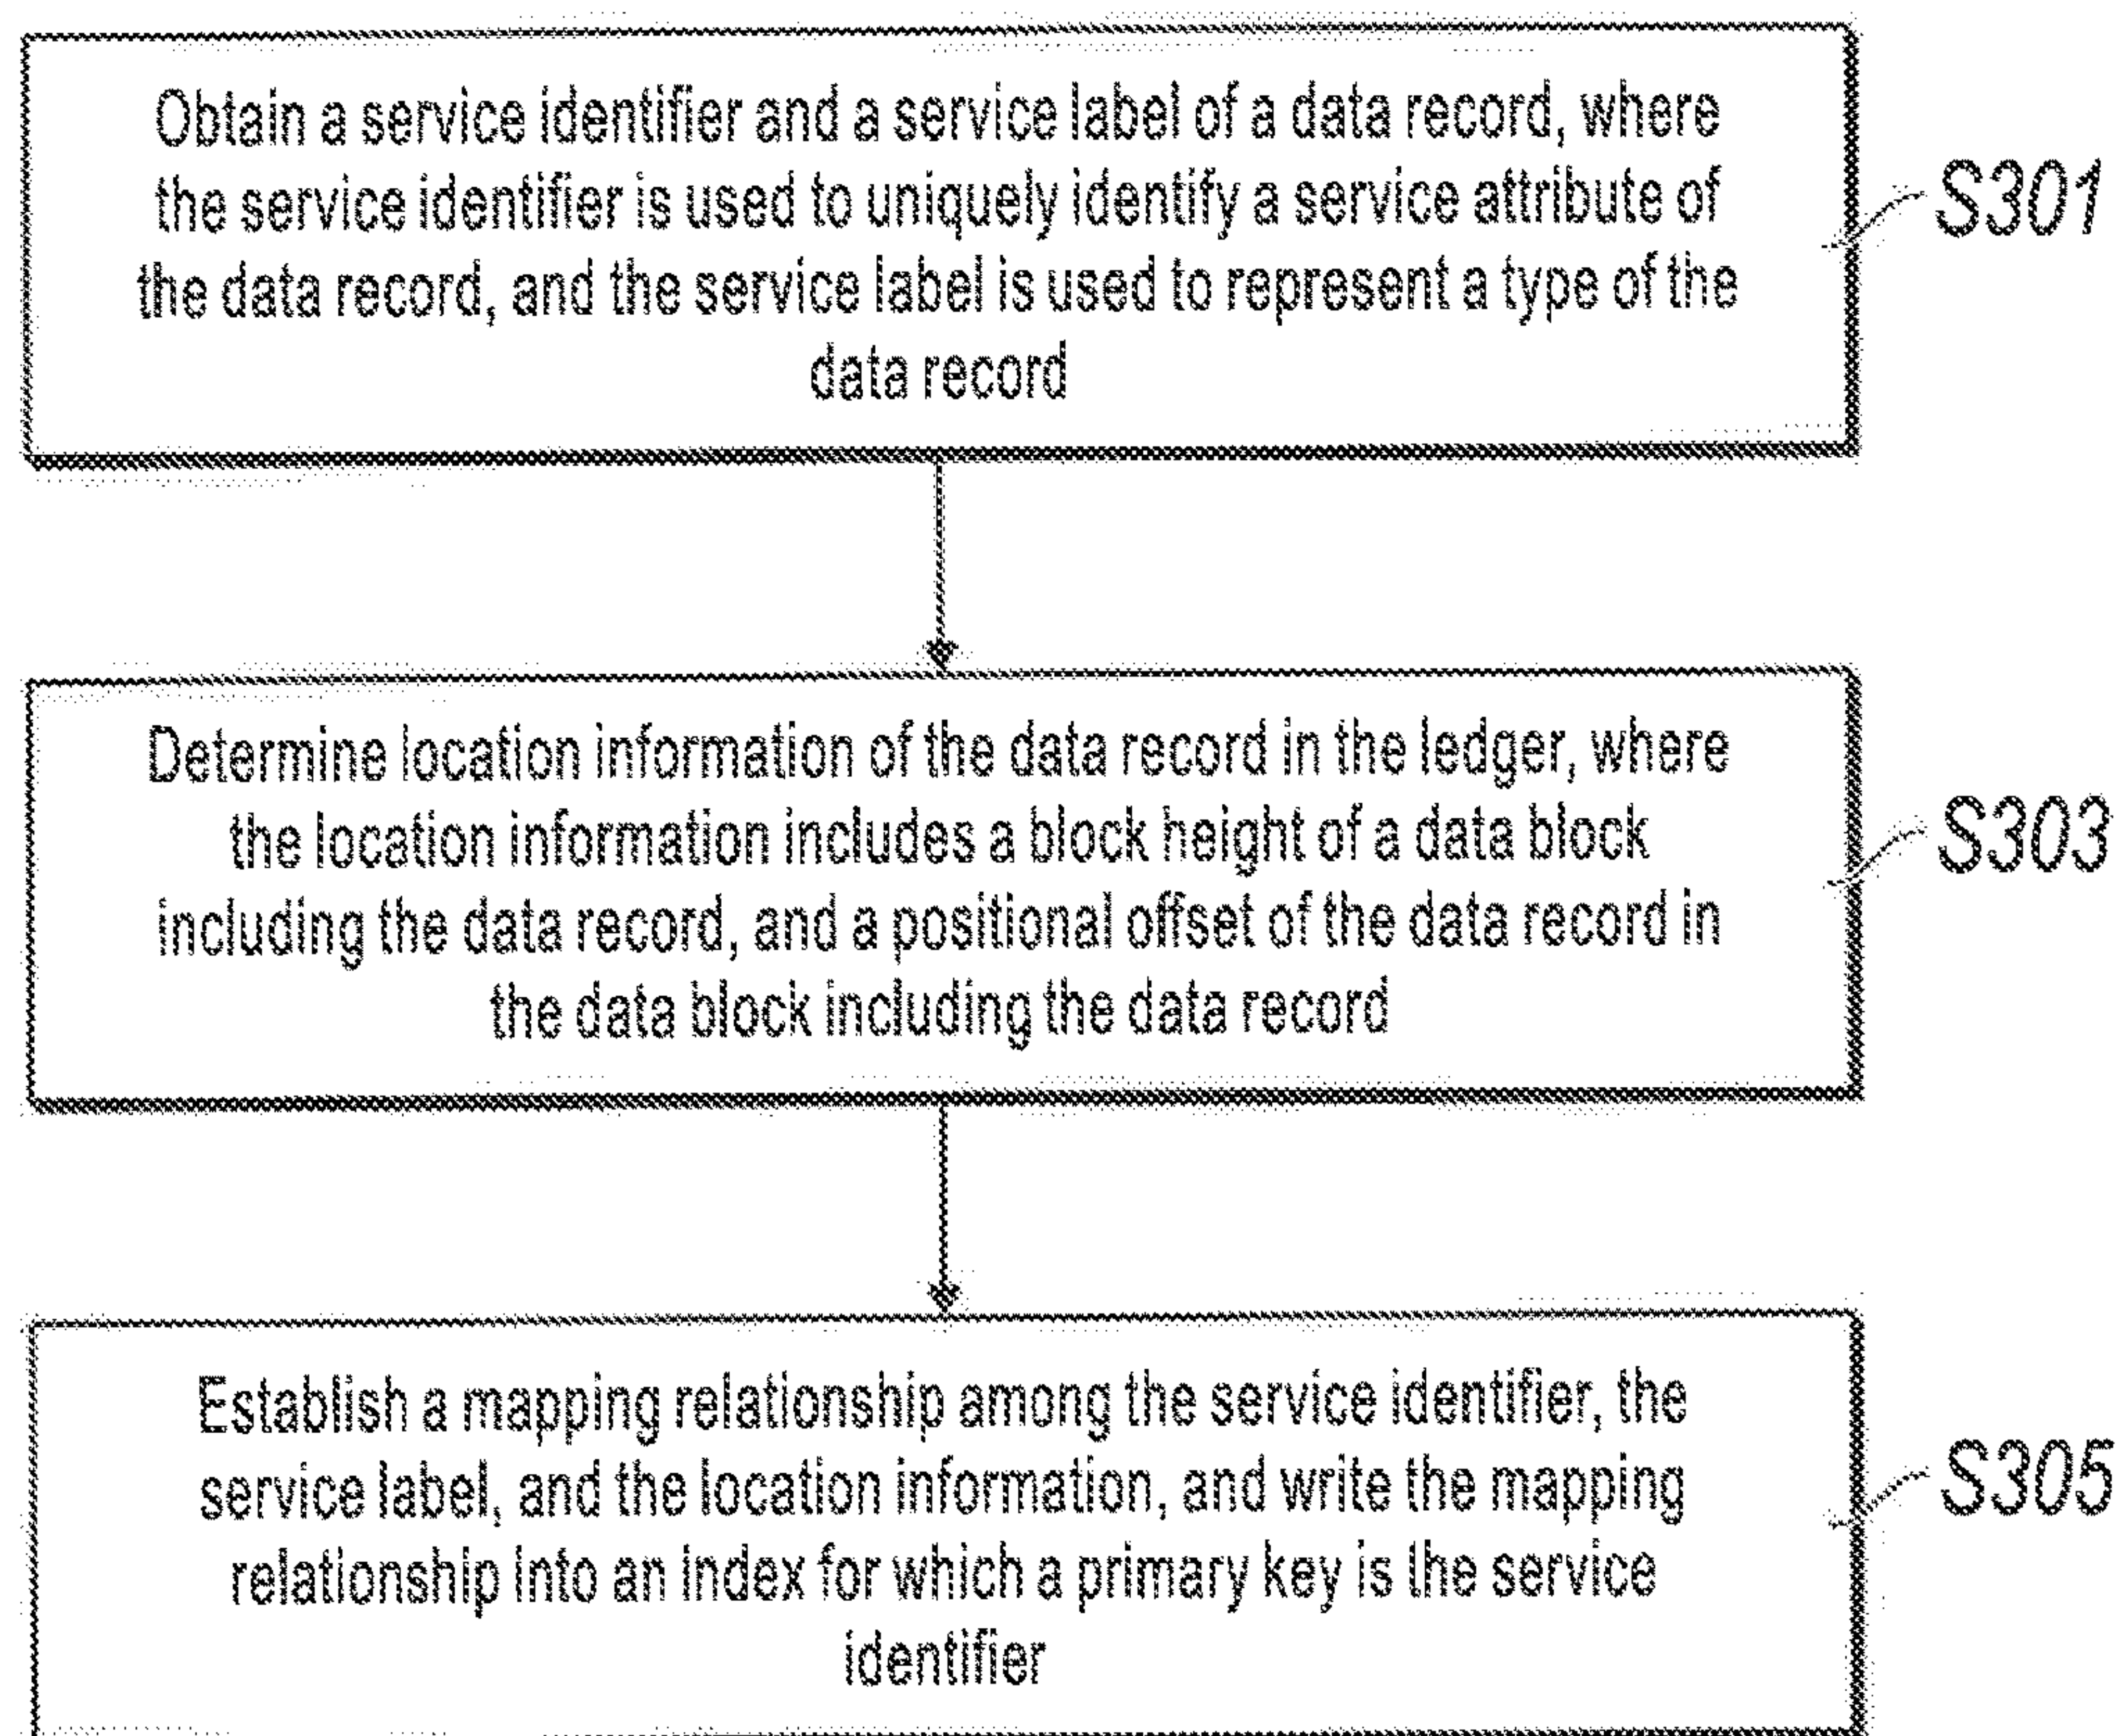 Obtain a service identifier and a service label of a data record, where
the service identifier is used to uniquely identify a service attribute of
the data record, and the service label is used to represent a type of the
data record
S301
Determine location information of the data record in the ledger, where
the location information includes a block height of a data block
including the data record, and a positional offset of the data record in
the data block including the data record
S303
Establish a mapping relationship among the service identifier, the
service label, and the location information, and write the mapping
relationship into an index for which a primary key is the service
identifier
S305